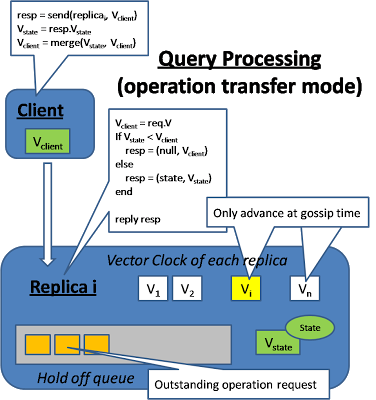 resp = send(replicaᵢ, Vclient)
Vstate = resp.Vstate
Vclient = merge(Vstate, Vclient)
Query Processing
(operation transfer mode)
Client
Vclient
Vclient = req.V
If Vstate < Vclient
resp = (null, Vclient)
else
resp = (state, Vstate)
end
reply resp
Only advance at gossip time
Vector Clock of each replica
Replica i
V1
V2
Vi
Vn
State
Vstate
Hold off queue
Outstanding operation request